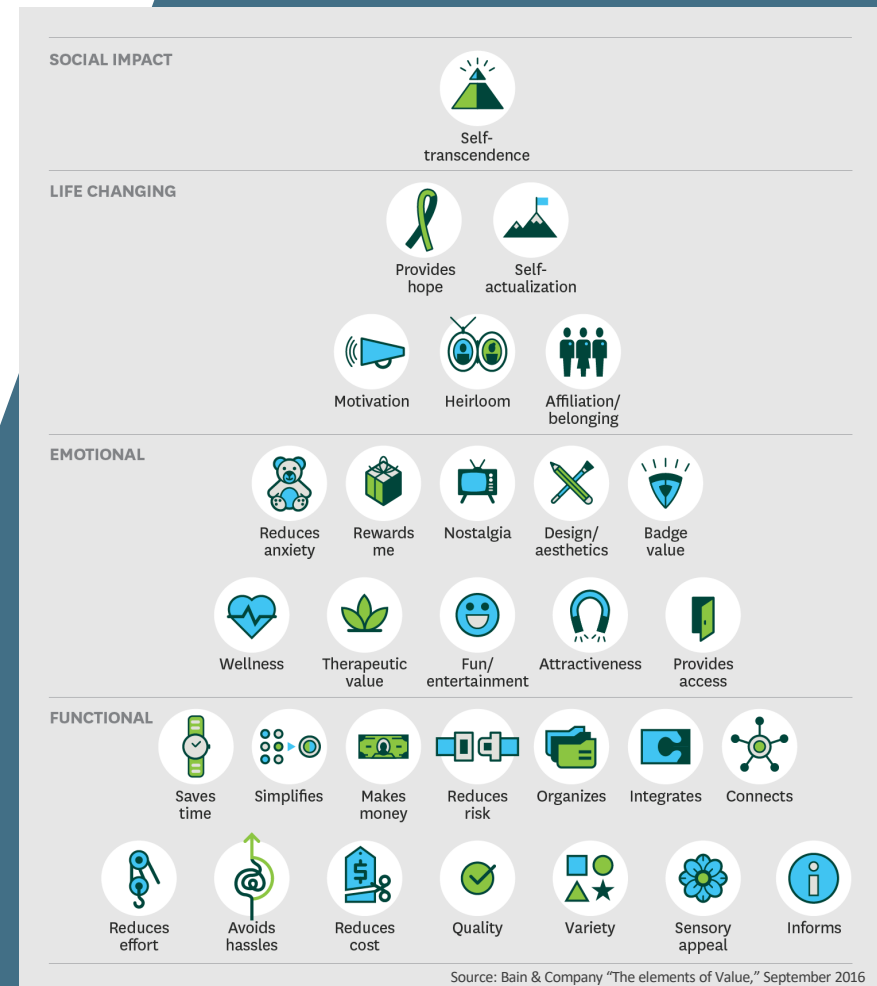 SOCIAL IMPACT
Self-
transcendence
LIFE CHANGING
Provides
hope
Self-
actualization
Motivation
Heirloom
Affiliation/
belonging
EMOTIONAL
Reduces
anxiety
Rewards
me
Nostalgia
Design/
aesthetics
Badge
value
Wellness
Therapeutic
value
Fun/
entertainment
Attractiveness
Provides
access
FUNCTIONAL
Saves
time
Simplifies
Makes
money
Reduces
risk
Organizes
Integrates
Connects
Reduces
effort
Avoids
hassles
$
Reduces
cost
Quality
Variety
Sensory
appeal
i
Informs
Source: Bain & Company “The elements of Value,” September 2016